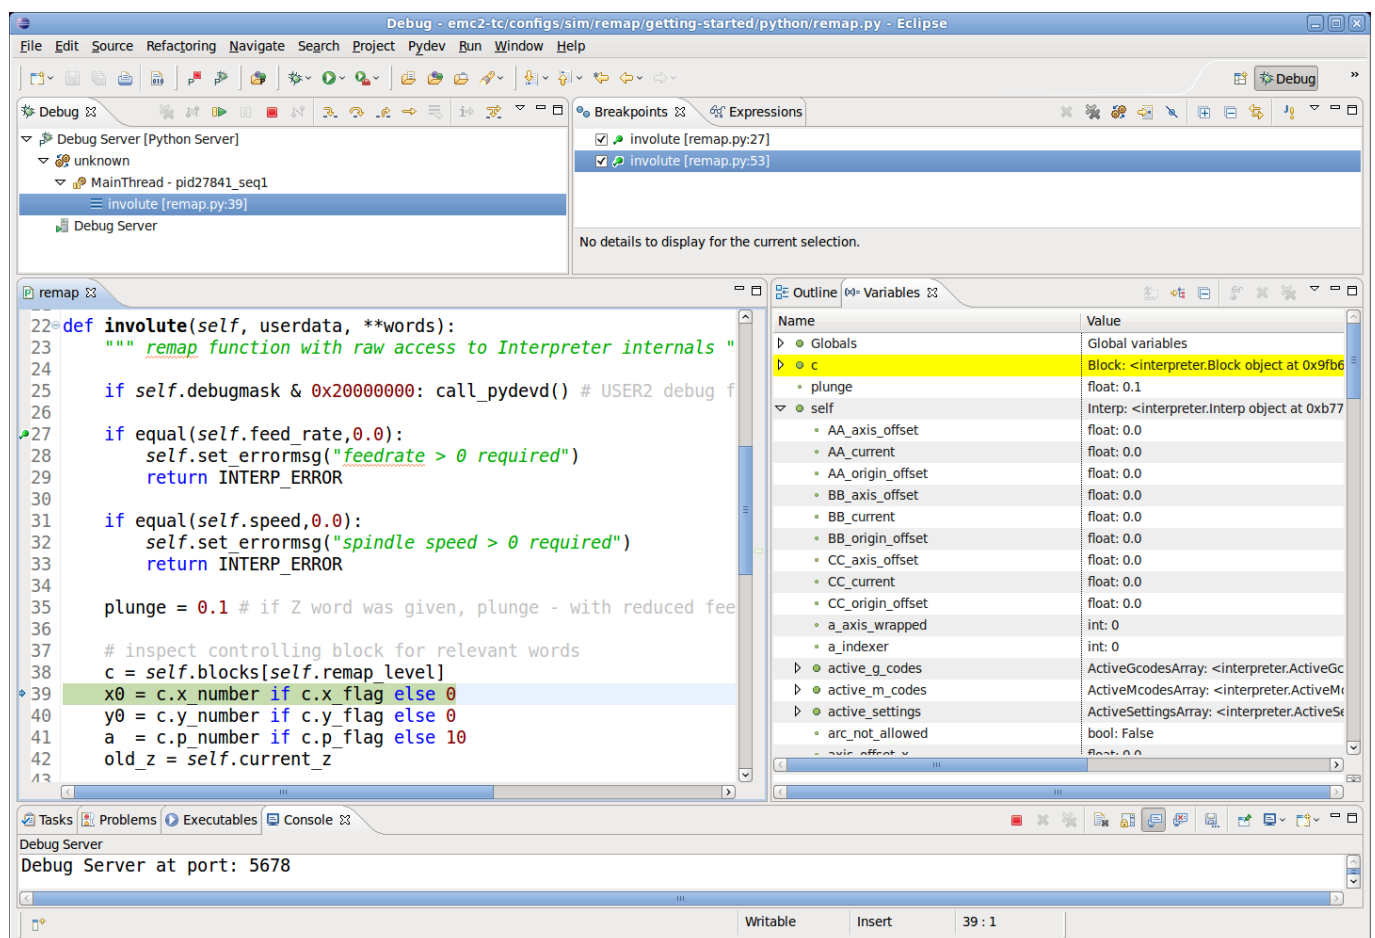 Debug - emc2-tc/configs/sim/remap/getting-started/python/remap.py - Eclipse
File Edit Source Refactoring Navigate Search Project Pydev Run Window Help
Debug
»
Debug
Debug Server [Python Server]
unknown
MainThread - pid27841_seq1
involute [remap.py:39]
Debug Server
Breakpoints Expressions
involute [remap.py:27]
involute [remap.py:53]
No details to display for the current selection.
remap
22 def involute(self, userdata, **words):
23 """ remap function with raw access to Interpreter internals "
24
25 if self.debugmask & 0x20000000: call_pydevd() # USER2 debug f
26
27 if equal(self.feed_rate,0.0):
28 self.set_errormsg("feedrate > 0 required")
29 return INTERP_ERROR
30
31 if equal(self.speed,0.0):
32 self.set_errormsg("spindle speed > 0 required")
33 return INTERP_ERROR
34
35 plunge = 0.1 # if Z word was given, plunge - with reduced fee
36
37 # inspect controlling block for relevant words
38 c = self.blocks[self.remap_level]
39 x0 = c.x_number if c.x_flag else 0
40 y0 = c.y_number if c.y_flag else 0
41 a  = c.p_number if c.p_flag else 10
42 old_z = self.current_z
43
Outline Variables
Name Value
Globals Global variables
c Block: <interpreter.Block object at 0x9fb6
plunge float: 0.1
self Interp: <interpreter.Interp object at 0xb77
AA_axis_offset float: 0.0
AA_current float: 0.0
AA_origin_offset float: 0.0
BB_axis_offset float: 0.0
BB_current float: 0.0
BB_origin_offset float: 0.0
CC_axis_offset float: 0.0
CC_current float: 0.0
CC_origin_offset float: 0.0
a_axis_wrapped int: 0
a_indexer int: 0
active_g_codes ActiveGcodesArray: <interpreter.ActiveGc
active_m_codes ActiveMcodesArray: <interpreter.ActiveMc
active_settings ActiveSettingsArray: <interpreter.ActiveSe
arc_not_allowed bool: False
axis_offset_x float: 0.0
Tasks Problems Executables Console
Debug Server
Debug Server at port: 5678
Writable Insert 39 : 1